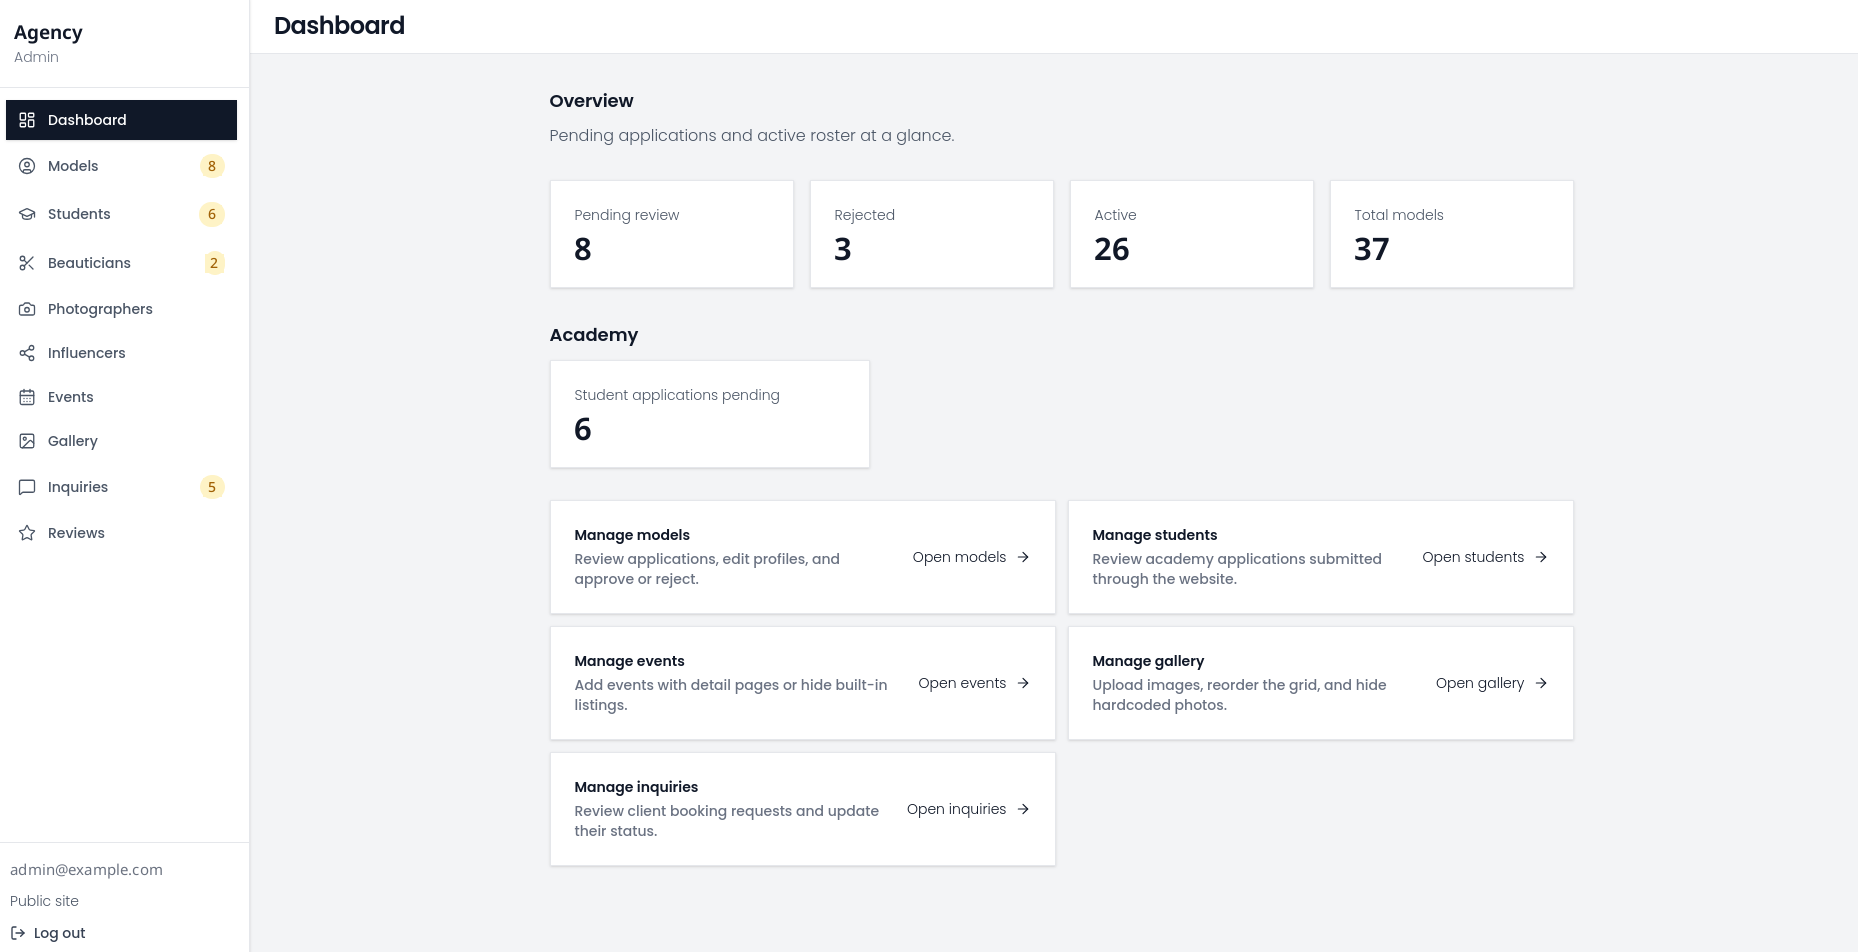 Agency
Admin
Dashboard
Models 8
Students 6
Beauticians 2
Photographers
Influencers
Events
Gallery
Inquiries 5
Reviews
admin@example.com
Public site
Log out
Dashboard
Overview
Pending applications and active roster at a glance.
Pending review
8
Rejected
3
Active
26
Total models
37
Academy
Student applications pending
6
Manage models
Review applications, edit profiles, and
approve or reject.
Open models
Manage students
Review academy applications submitted
through the website.
Open students
Manage events
Add events with detail pages or hide built-in
listings.
Open events
Manage gallery
Upload images, reorder the grid, and hide
hardcoded photos.
Open gallery
Manage inquiries
Review client booking requests and update
their status.
Open inquiries